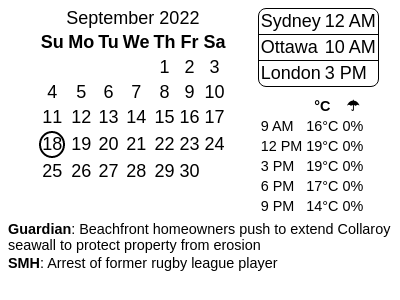 September 2022
Su Mo Tu We Th Fr Sa
1 2 3
4 5 6 7 8 9 10
11 12 13 14 15 16 17
18 19 20 21 22 23 24
25 26 27 28 29 30
Sydney 12 AM
Ottawa 10 AM
London 3 PM
°C ☂
9 AM 16°C 0%
12 PM 19°C 0%
3 PM 19°C 0%
6 PM 17°C 0%
9 PM 14°C 0%
Guardian: Beachfront homeowners push to extend Collaroy
seawall to protect property from erosion
SMH: Arrest of former rugby league player